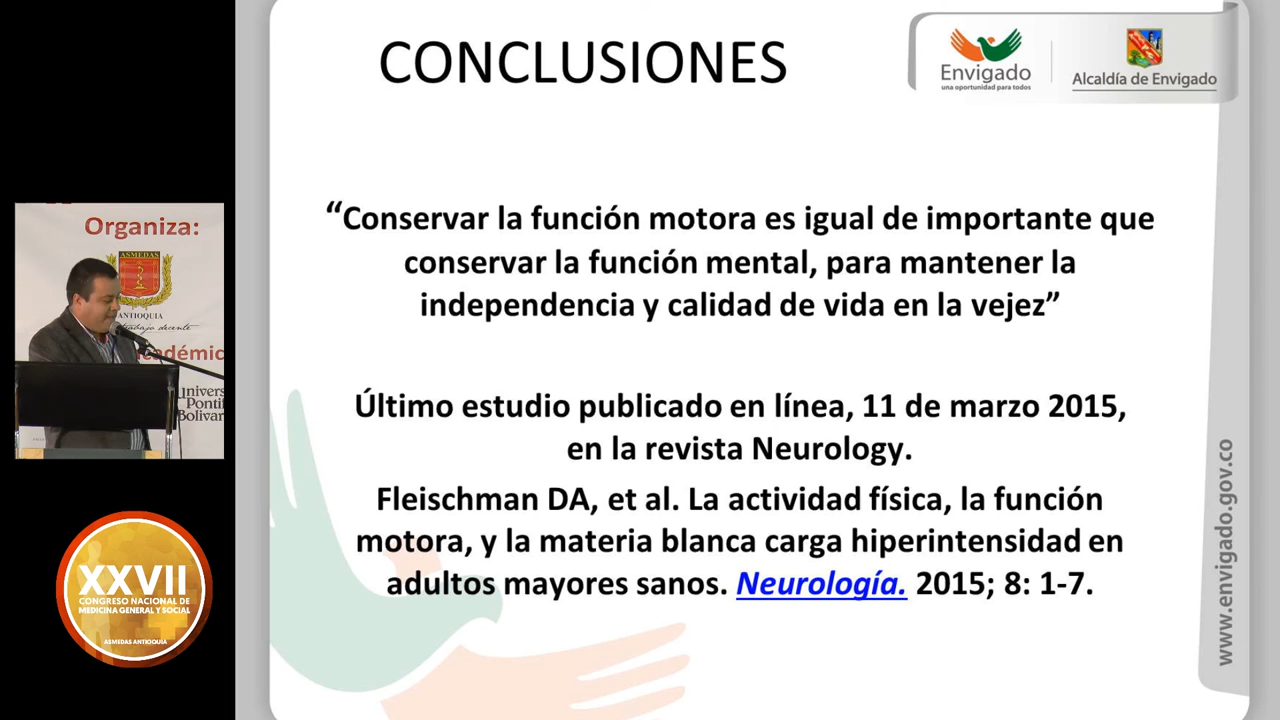 CONCLUSIONES
Envigado
una oportunidad para todos
Alcaldía de Envigado
“Conservar la función motora es igual de importante que
conservar la función mental, para mantener la
independencia y calidad de vida en la vejez”
Último estudio publicado en línea, 11 de marzo 2015,
en la revista Neurology.
Fleischman DA, et al. La actividad física, la función
motora, y la materia blanca carga hiperintensidad en
adultos mayores sanos. Neurología. 2015; 8: 1-7.
www.envigado.gov.co
Organiza:
ASMEDAS
ANTIOQUIA
trabajo decente
cadémic
Univers
Pontif
Bolivar
XXVII
CONGRESO NACIONAL DE
MEDICINA GENERAL Y SOCIAL
ASMEDAS ANTIOQUIA